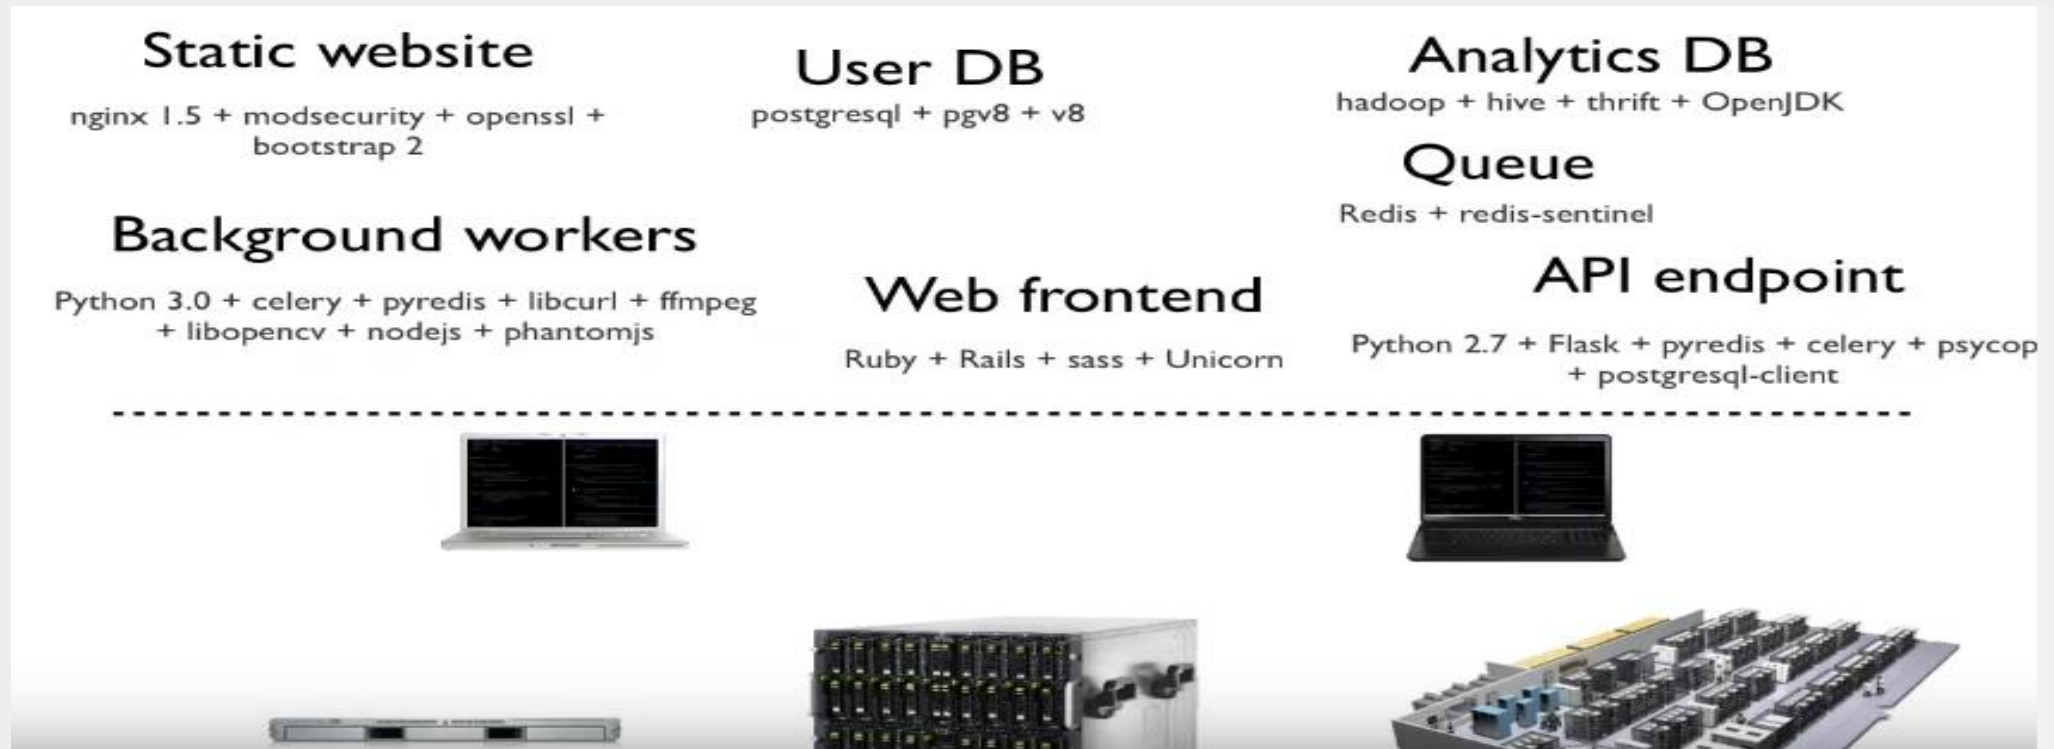 Static website
nginx 1.5 + modsecurity + openssl +
bootstrap 2
User DB
postgresql + pgv8 + v8
Analytics DB
hadoop + hive + thrift + OpenJDK
Queue
Redis + redis-sentinel
Background workers
Python 3.0 + celery + pyredis + libcurl + ffmpeg
+ libopencv + nodejs + phantomjs
Web frontend
Ruby + Rails + sass + Unicorn
API endpoint
Python 2.7 + Flask + pyredis + celery + psycop
+ postgresql-client